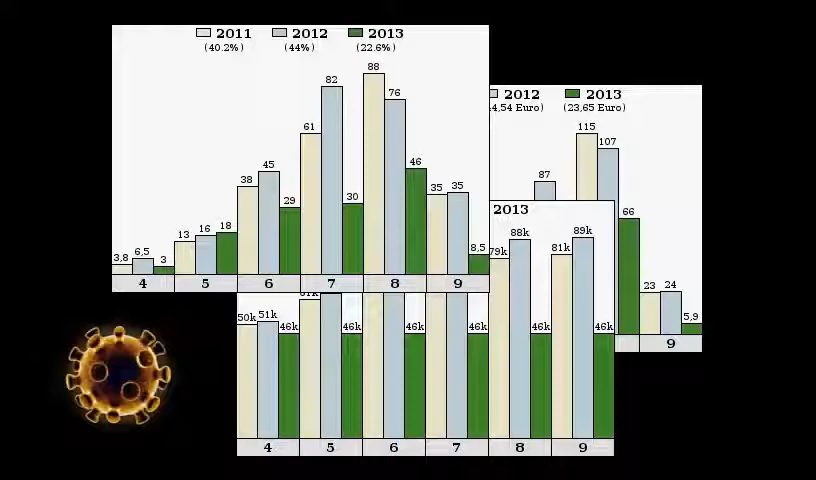 2011 2012 2013
(40.2%) (44%) (22.6%)
88
82
76
61
45 46
38 35 35
29 30
13 16 18
3,8 6,5 3 8,5
4 5 6 7 8 9
2012 2013
4,54 Euro) (23,65 Euro)
115
107
87
66
23 24
5,9
9
2013
88k 89k
79k 81k
50k 51k 46k 46k 46k 46k 46k 46k
4 5 6 7 8 9